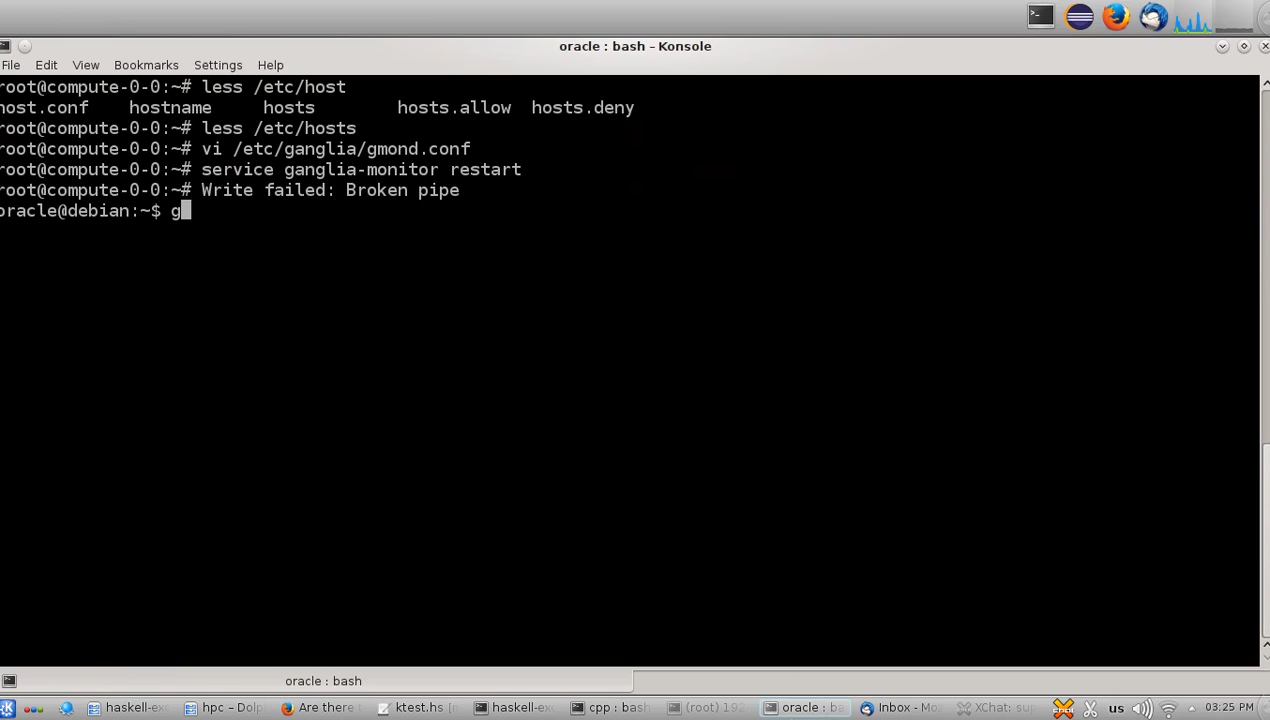 oracle : bash – Konsole
File Edit View Bookmarks Settings Help
root@compute-0-0:~# less /etc/host
host.conf hostname hosts hosts.allow hosts.deny
root@compute-0-0:~# less /etc/hosts
root@compute-0-0:~# vi /etc/ganglia/gmond.conf
root@compute-0-0:~# service ganglia-monitor restart
root@compute-0-0:~# Write failed: Broken pipe
oracle@debian:~$ g
oracle : bash
haskell-ex hpc – Dolp Are there ktest.hs [ haskell-ex cpp : bash (root) 192 oracle : ba Inbox – Mo XChat: su us 03:25 PM